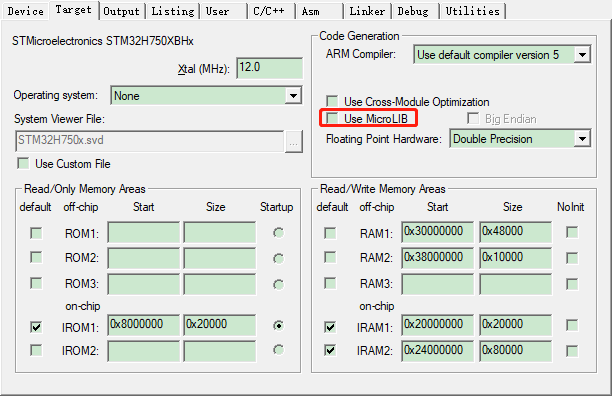 Device Target Output Listing User C/C++ Asm Linker Debug Utilities
STMicroelectronics STM32H750XBHx
Xtal (MHz): 12.0
Operating system: None
System Viewer File:
STM32H750x.svd ...
Use Custom File
Code Generation
ARM Compiler: Use default compiler version 5
Use Cross-Module Optimization
Use MicroLIB Big Endian
Floating Point Hardware: Double Precision
Read/Only Memory Areas
default off-chip Start Size Startup
ROM1:
ROM2:
ROM3:
on-chip
IROM1: 0x8000000 0x20000
IROM2:
Read/Write Memory Areas
default off-chip Start Size NoInit
RAM1: 0x30000000 0x48000
RAM2: 0x38000000 0x10000
RAM3:
on-chip
IRAM1: 0x20000000 0x20000
IRAM2: 0x24000000 0x80000